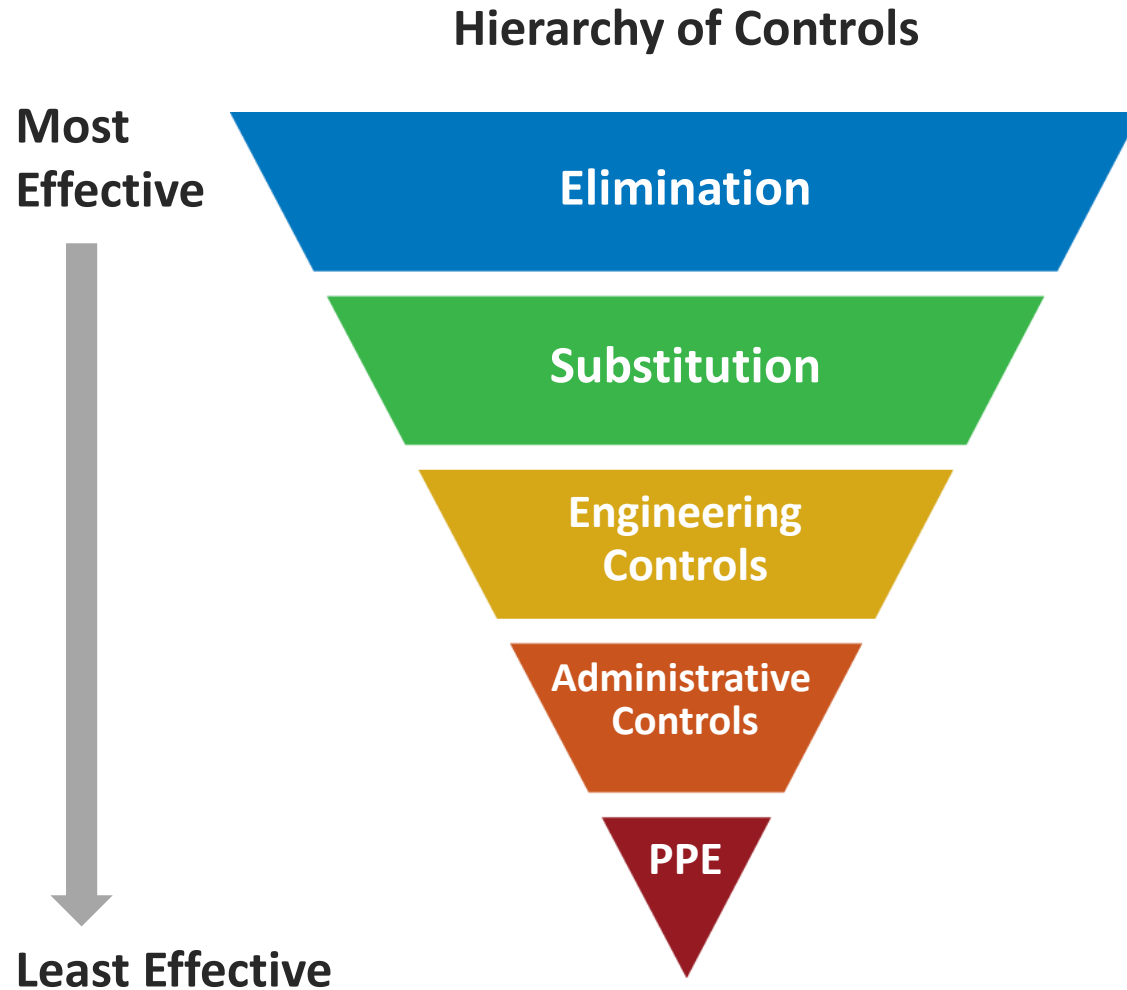 Hierarchy of Controls
Most
Effective
Elimination
Substitution
Engineering
Controls
Administrative
Controls
PPE
Least Effective